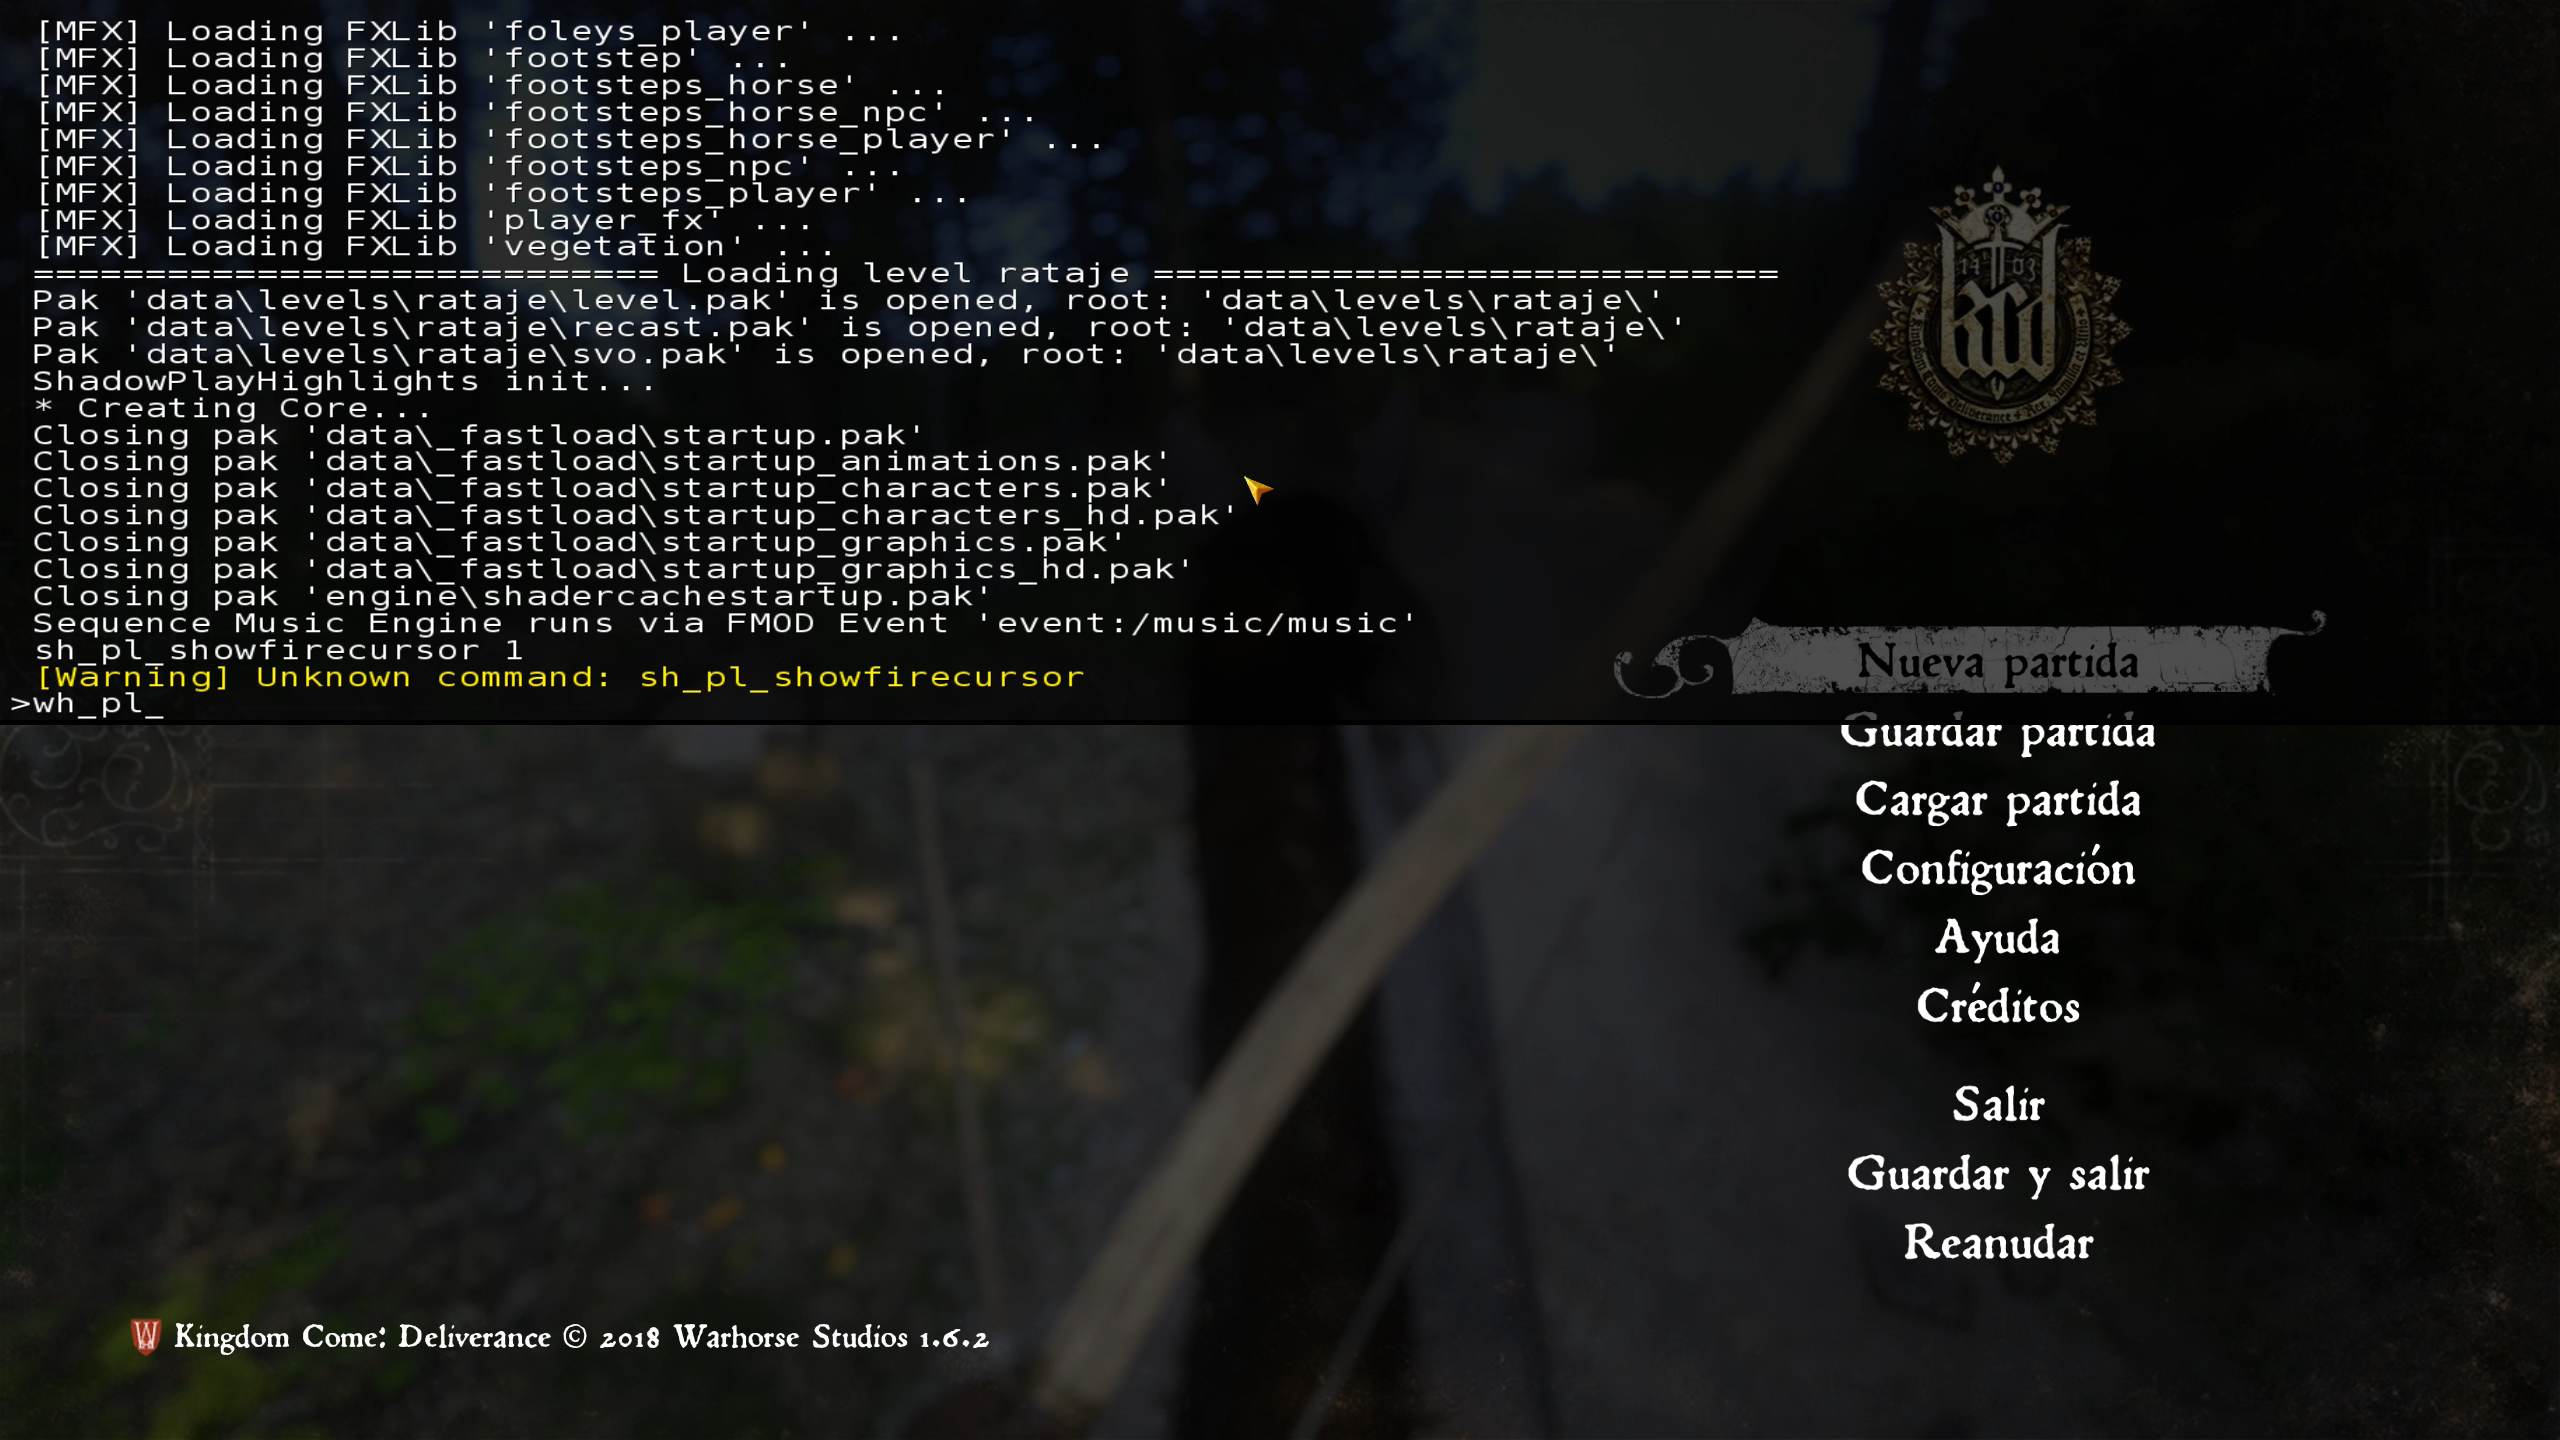 [MFX] Loading FXLib 'foleys_player' ...
[MFX] Loading FXLib 'footstep' ...
[MFX] Loading FXLib 'footsteps_horse' ...
[MFX] Loading FXLib 'footsteps_horse_npc' ...
[MFX] Loading FXLib 'footsteps_horse_player' ...
[MFX] Loading FXLib 'footsteps_npc' ...
[MFX] Loading FXLib 'footsteps_player' ...
[MFX] Loading FXLib 'player_fx' ...
[MFX] Loading FXLib 'vegetation' ...
============================ Loading level rataje ============================
Pak 'data\levels\rataje\level.pak' is opened, root: 'data\levels\rataje\'
Pak 'data\levels\rataje\recast.pak' is opened, root: 'data\levels\rataje\'
Pak 'data\levels\rataje\svo.pak' is opened, root: 'data\levels\rataje\'
ShadowPlayHighlights init...
* Creating Core...
Closing pak 'data\_fastload\startup.pak'
Closing pak 'data\_fastload\startup_animations.pak'
Closing pak 'data\_fastload\startup_characters.pak'
Closing pak 'data\_fastload\startup_characters_hd.pak'
Closing pak 'data\_fastload\startup_graphics.pak'
Closing pak 'data\_fastload\startup_graphics_hd.pak'
Closing pak 'engine\shadercachestartup.pak'
Sequence Music Engine runs via FMOD Event 'event:/music/music'
sh_pl_showfirecursor 1
[Warning] Unknown command: sh_pl_showfirecursor
>wh_pl_
14 03
kcd
Nueva partida
Guardar partida
Cargar partida
Configuración
Ayuda
Créditos
Salir
Guardar y salir
Reanudar
Kingdom Come: Deliverance © 2018 Warhorse Studios 1.6.2